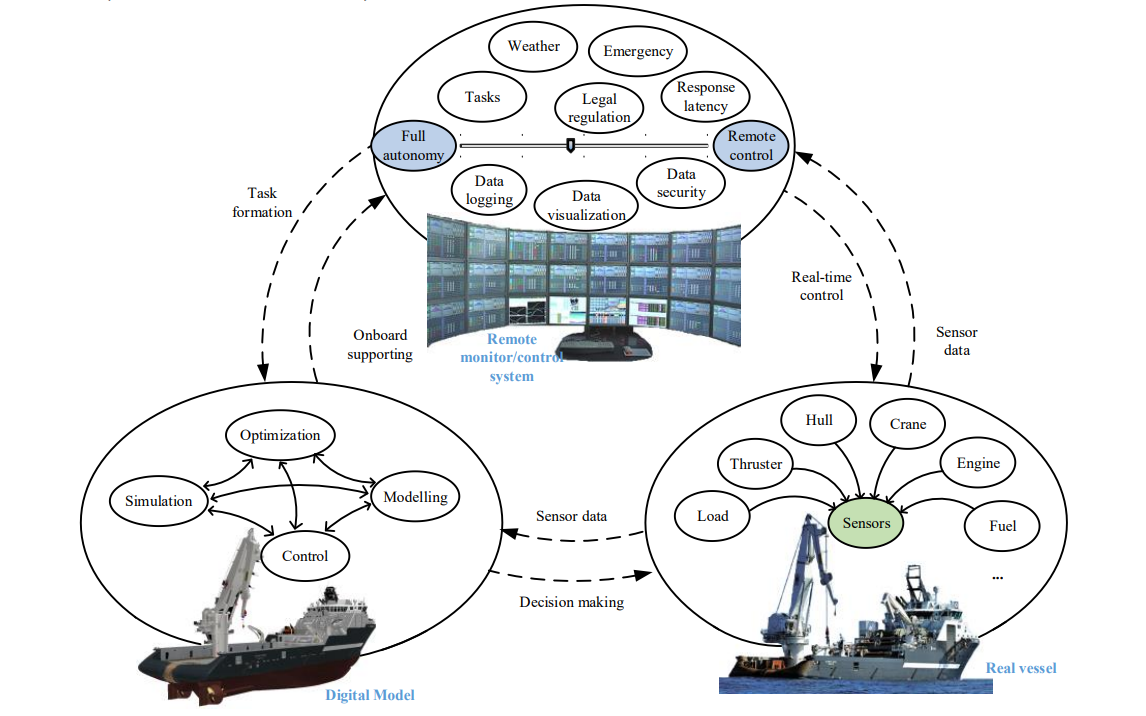 Weather
Emergency
Tasks
Legal
regulation
Response
latency
Full
autonomy
Remote
control
Data
logging
Data
visualization
Data
security
Task
formation
Onboard
supporting
Real-time
control
Sensor
data
Remote
monitor/control
system
Optimization
Simulation
Modelling
Control
Digital Model
Sensor data
Decision making
Hull
Crane
Thruster
Engine
Load
Sensors
Fuel
...
Real vessel